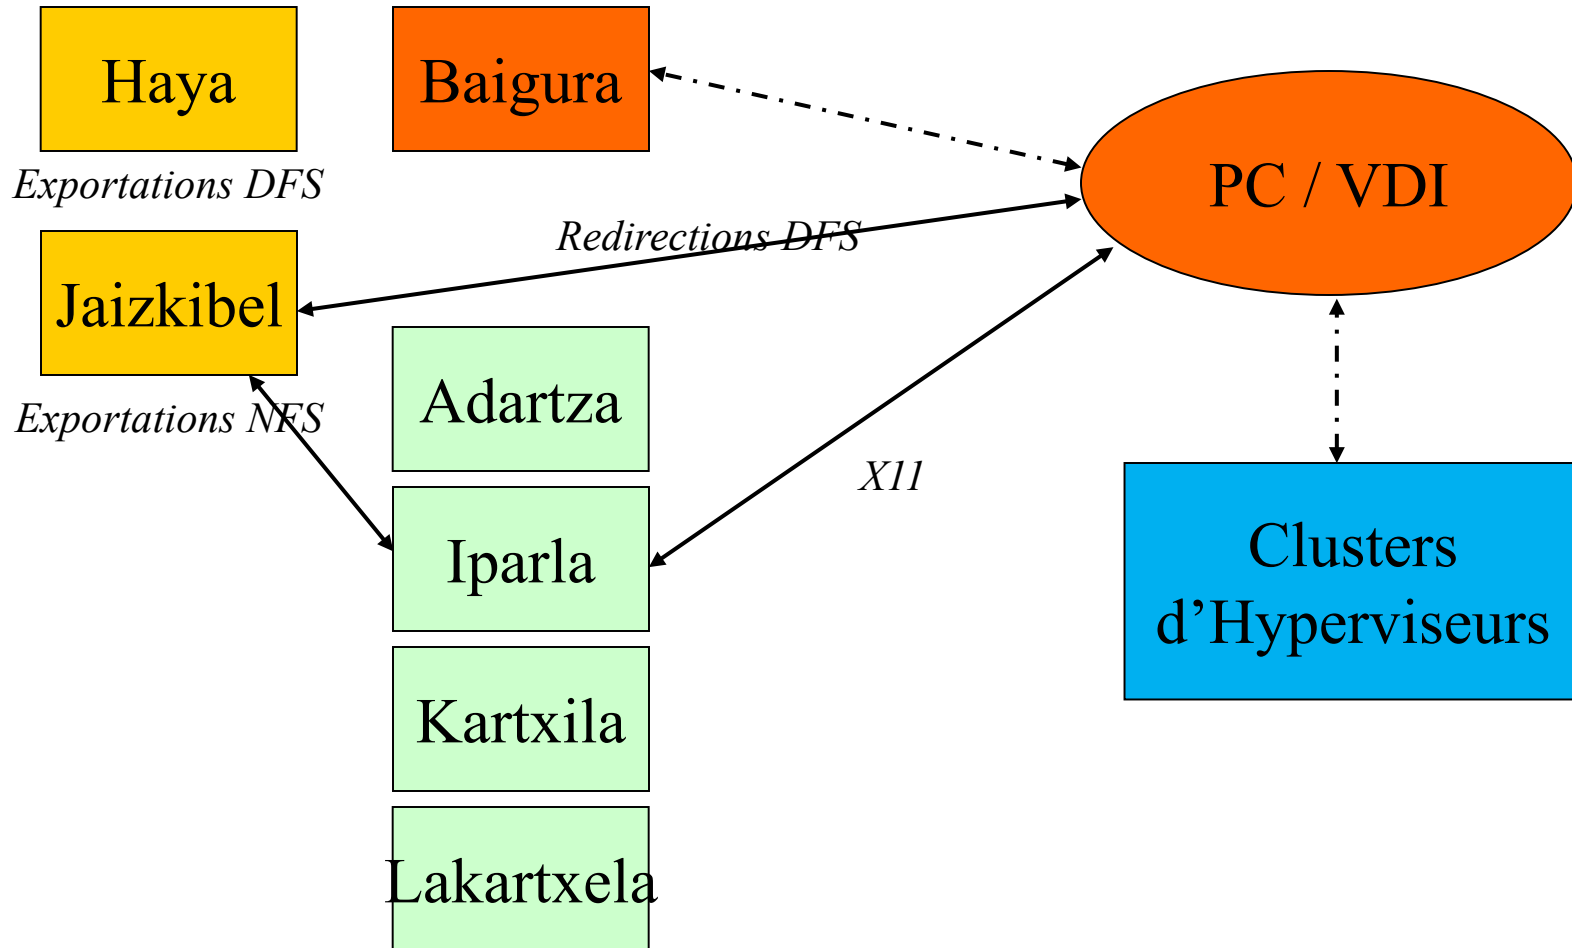 Haya
Baigura
PC / VDI
Exportations DFS
Redirections DFS
Jaizkibel
Adartza
Exportations NFS
X11
Iparla
Clusters
d’Hyperviseurs
Kartxila
Lakartxela